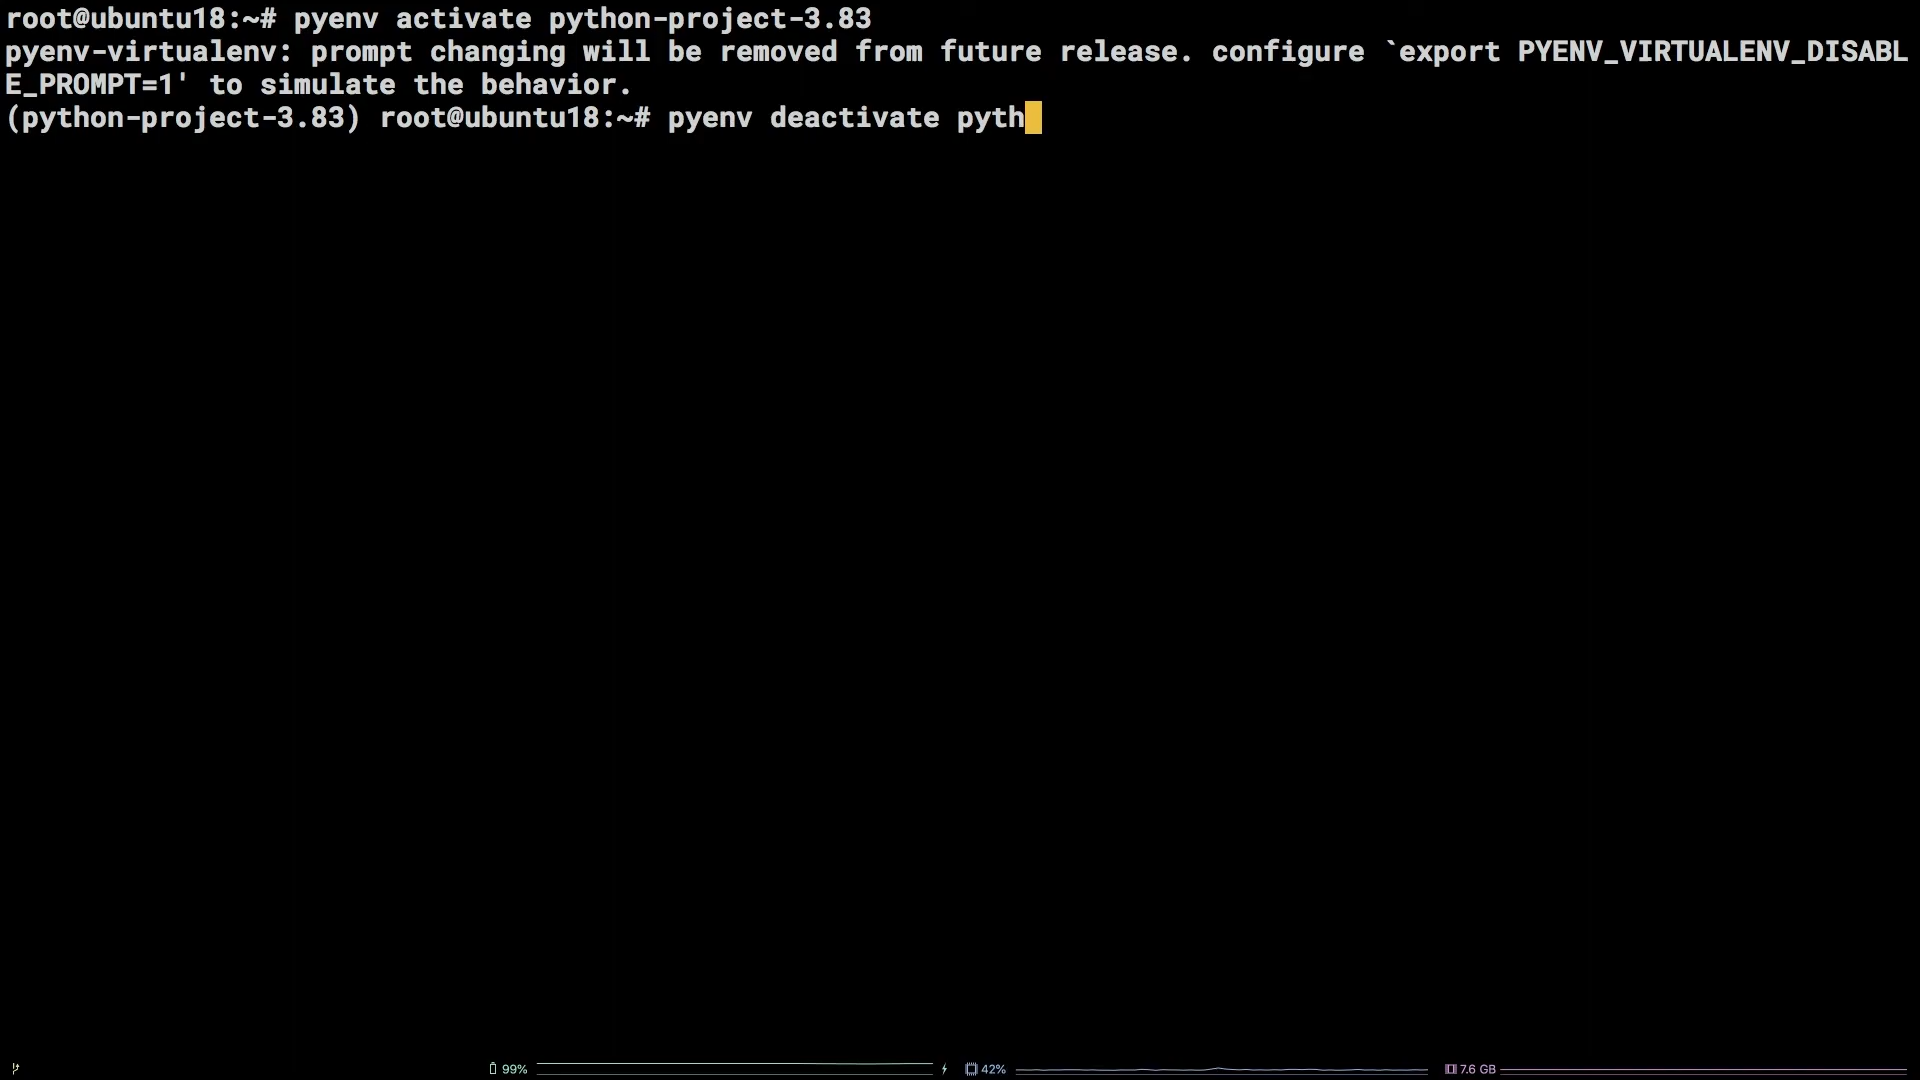 root@ubuntu18:~# pyenv activate python-project-3.83
pyenv-virtualenv: prompt changing will be removed from future release. configure `export PYENV_VIRTUALENV_DISABL
E_PROMPT=1' to simulate the behavior.
(python-project-3.83) root@ubuntu18:~# pyenv deactivate pyth
99% 42% 7.6 GB